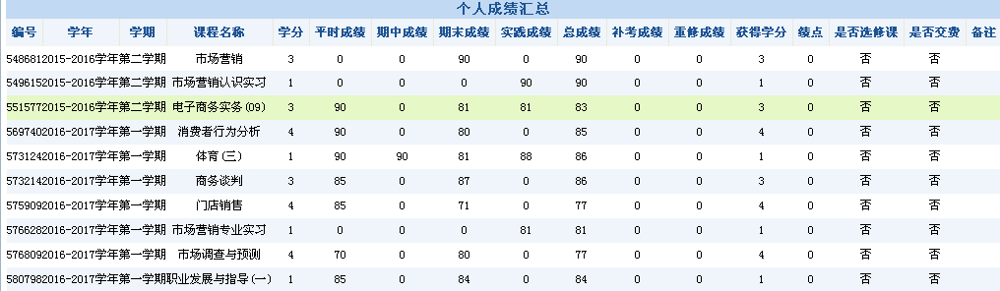 个人成绩汇总
编号 学年 学期 课程名称 学分 平时成绩 期中成绩 期末成绩 实践成绩 总成绩 补考成绩 重修成绩 获得学分 绩点 是否选修课 是否交费 备注
548681 2015-2016学年 第二学期 市场营销 3 0 0 90 0 90 0 0 3 0 否 否
549615 2015-2016学年 第二学期 市场营销认识实习 1 0 0 0 90 90 0 0 1 0 否 否
551577 2015-2016学年 第二学期 电子商务实务(09) 3 90 0 81 81 83 0 0 3 0 否 否
569740 2016-2017学年 第一学期 消费者行为分析 4 90 0 80 0 85 0 0 4 0 否 否
573124 2016-2017学年 第一学期 体育(三) 1 90 90 81 88 86 0 0 1 0 否 否
573214 2016-2017学年 第一学期 商务谈判 3 85 0 87 0 86 0 0 3 0 否 否
575909 2016-2017学年 第一学期 门店销售 4 85 0 71 0 77 0 0 4 0 否 否
576628 2016-2017学年 第一学期 市场营销专业实习 1 0 0 0 81 81 0 0 1 0 否 否
576809 2016-2017学年 第一学期 市场调查与预测 4 70 0 80 0 77 0 0 4 0 否 否
580798 2016-2017学年 第一学期 职业发展与指导(一) 1 85 0 84 0 84 0 0 1 0 否 否